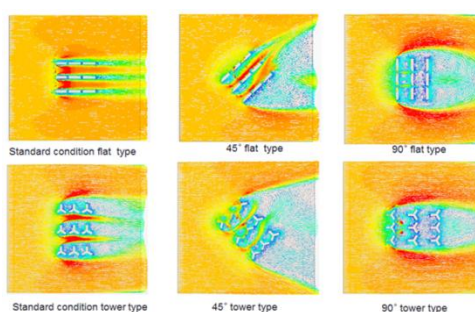 Standard condition flat type
45˚ flat type
90˚ flat type
Standard condition tower type
45˚ tower type
90˚ tower type